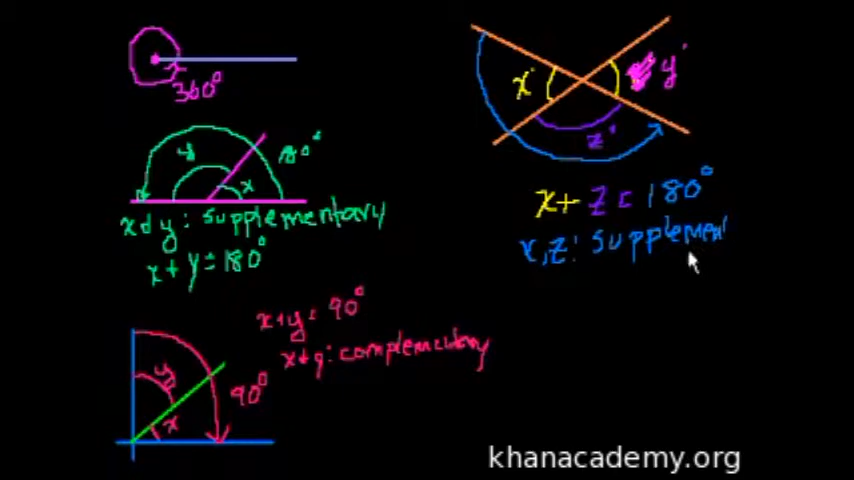 360°
y
x
180°
x + y: supplementary
x + y = 180°
x+y = 90°
x + y: complementary
y
x
90°
x°
y°
z°
x + z = 180°
x, z: supplement
khanacademy.org